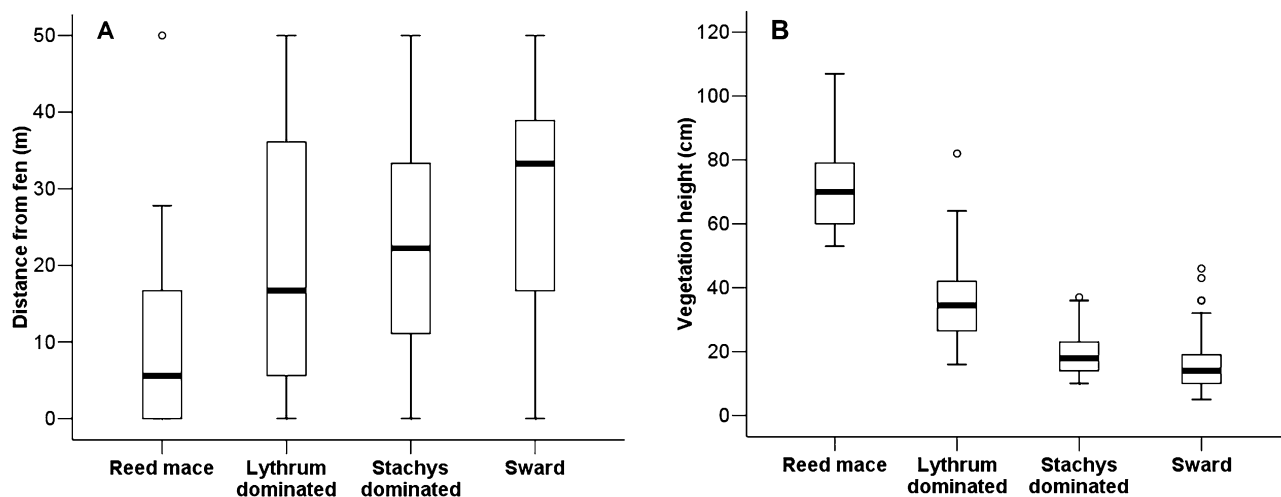 A
Distance from fen (m)
50
40
30
20
10
0
Reed mace
Lythrum
dominated
Stachys
dominated
Sward
B
Vegetation height (cm)
120
100
80
60
40
20
0
Reed mace
Lythrum
dominated
Stachys
dominated
Sward